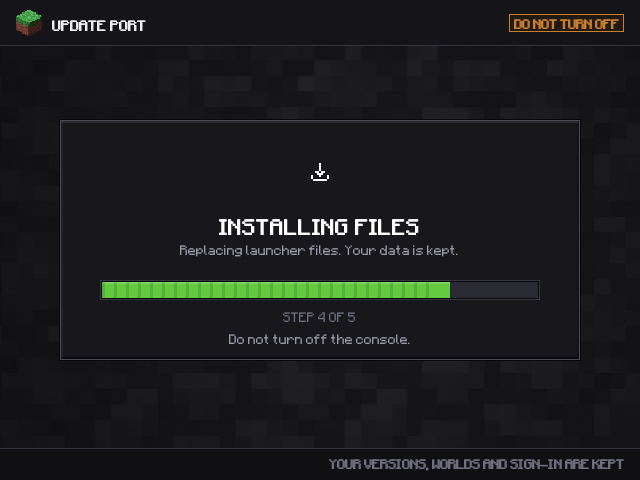 UPDATE PORT
DO NOT TURN OFF
INSTALLING FILES
Replacing launcher files. Your data is kept.
STEP 4 OF 5
Do not turn off the console.
YOUR VERSIONS, WORLDS AND SIGN-IN ARE KEPT